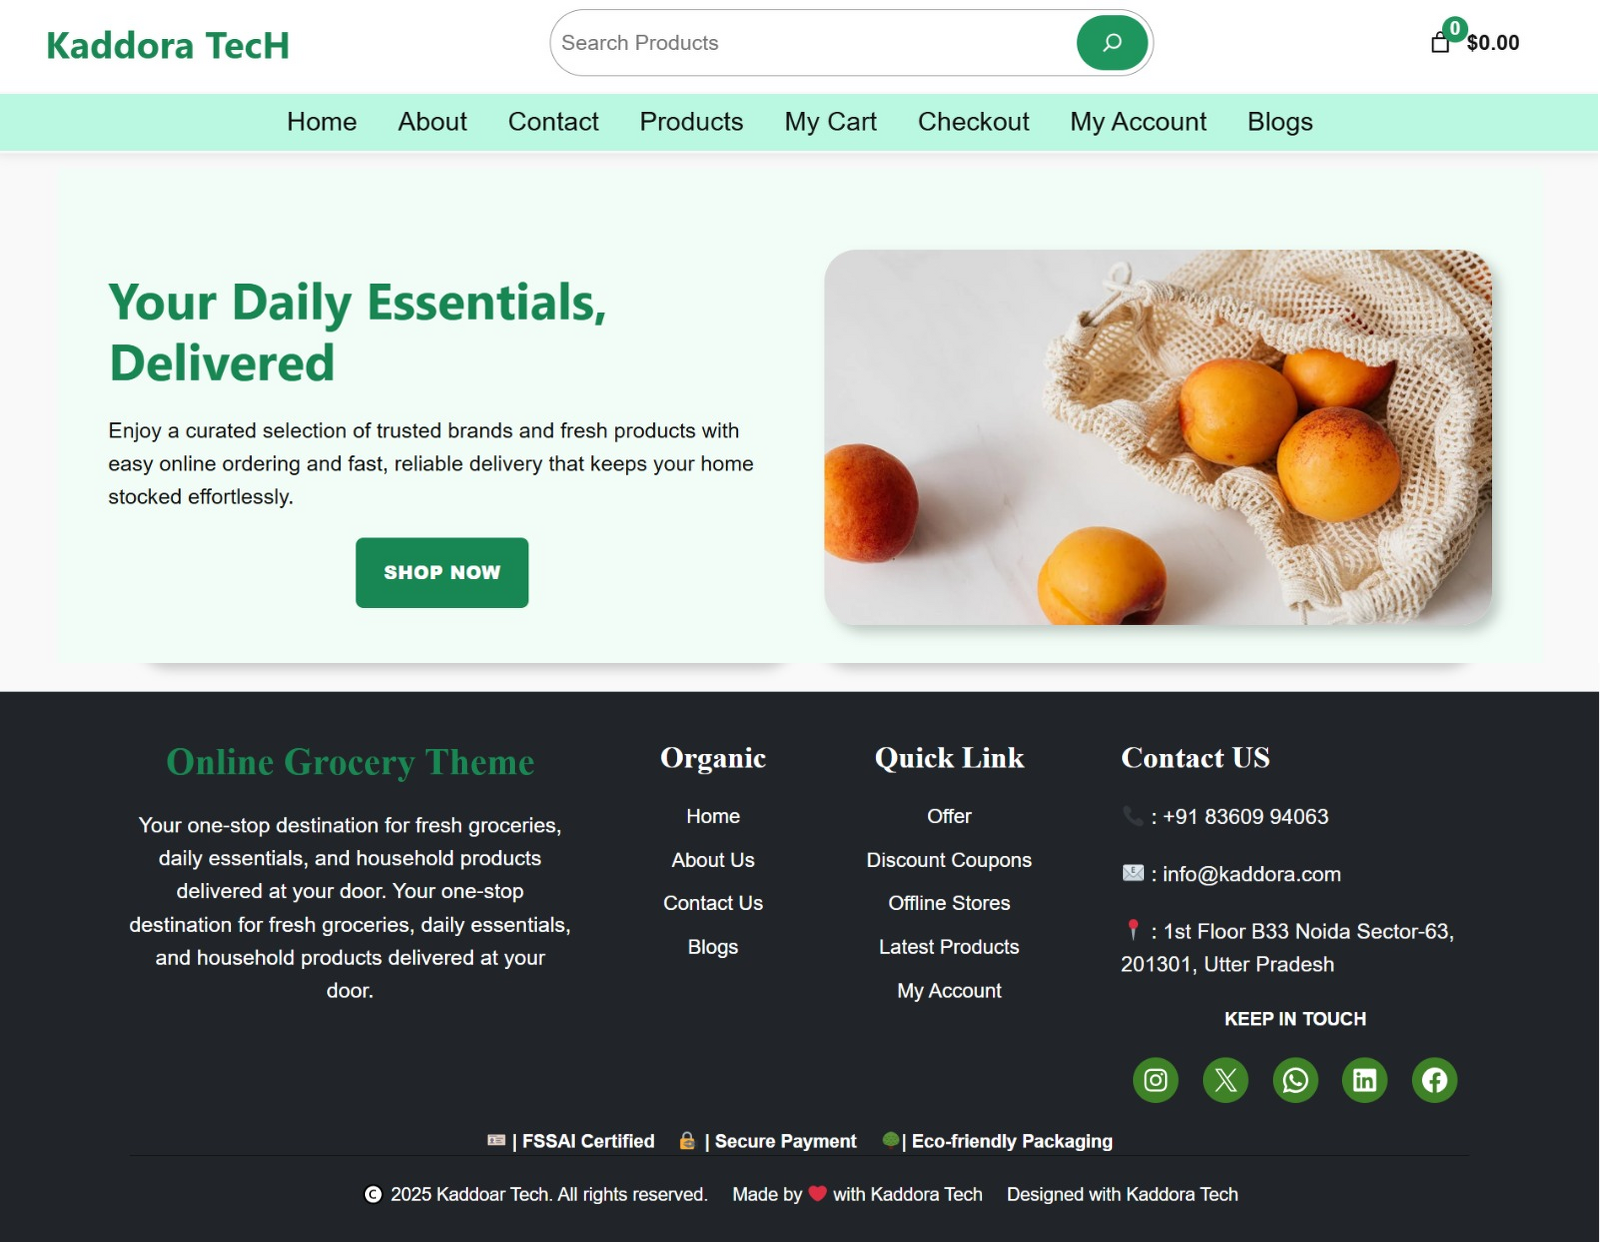 Kaddora TecH
Search Products
0
$0.00
Home About Contact Products My Cart Checkout My Account Blogs
Your Daily Essentials,
Delivered
Enjoy a curated selection of trusted brands and fresh products with
easy online ordering and fast, reliable delivery that keeps your home
stocked effortlessly.
SHOP NOW
Online Grocery Theme
Your one-stop destination for fresh groceries,
daily essentials, and household products
delivered at your door. Your one-stop
destination for fresh groceries, daily essentials,
and household products delivered at your
door.
Organic
Home
About Us
Contact Us
Blogs
Quick Link
Offer
Discount Coupons
Offline Stores
Latest Products
My Account
Contact US
📞 : +91 83609 94063
📧 : info@kaddora.com
📍 : 1st Floor B33 Noida Sector-63,
201301, Utter Pradesh
KEEP IN TOUCH
🪪 | FSSAI Certified 🔒 | Secure Payment 🌳| Eco-friendly Packaging
🅒 2025 Kaddoar Tech. All rights reserved. Made by ❤️ with Kaddora Tech Designed with Kaddora Tech